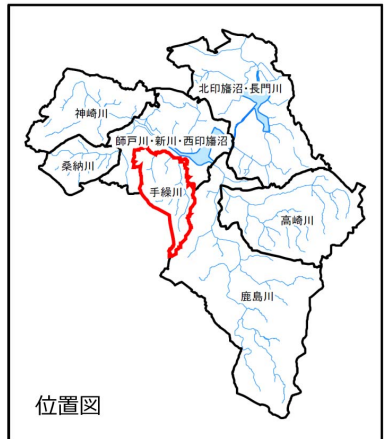 北印旛沼・長門川
神崎川
師戸川・新川・西印旛沼
桑納川
手繰川
高崎川
鹿島川
位置図